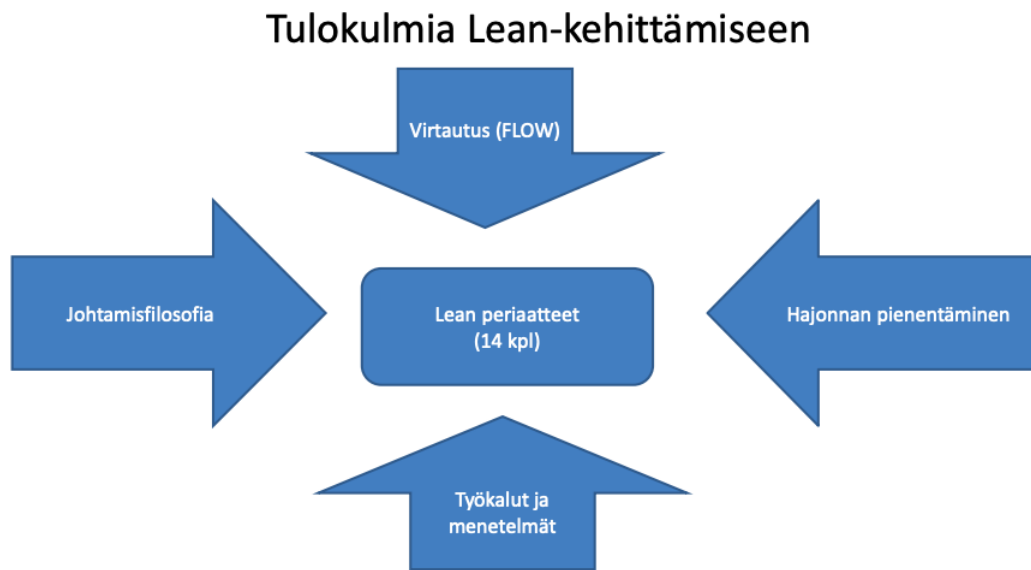 Tulokulmia Lean-kehittämiseen
Virtautus (FLOW)
Johtamisfilosofia
Lean periaatteet
(14 kpl)
Hajonnan pienentäminen
Työkalut ja
menetelmät